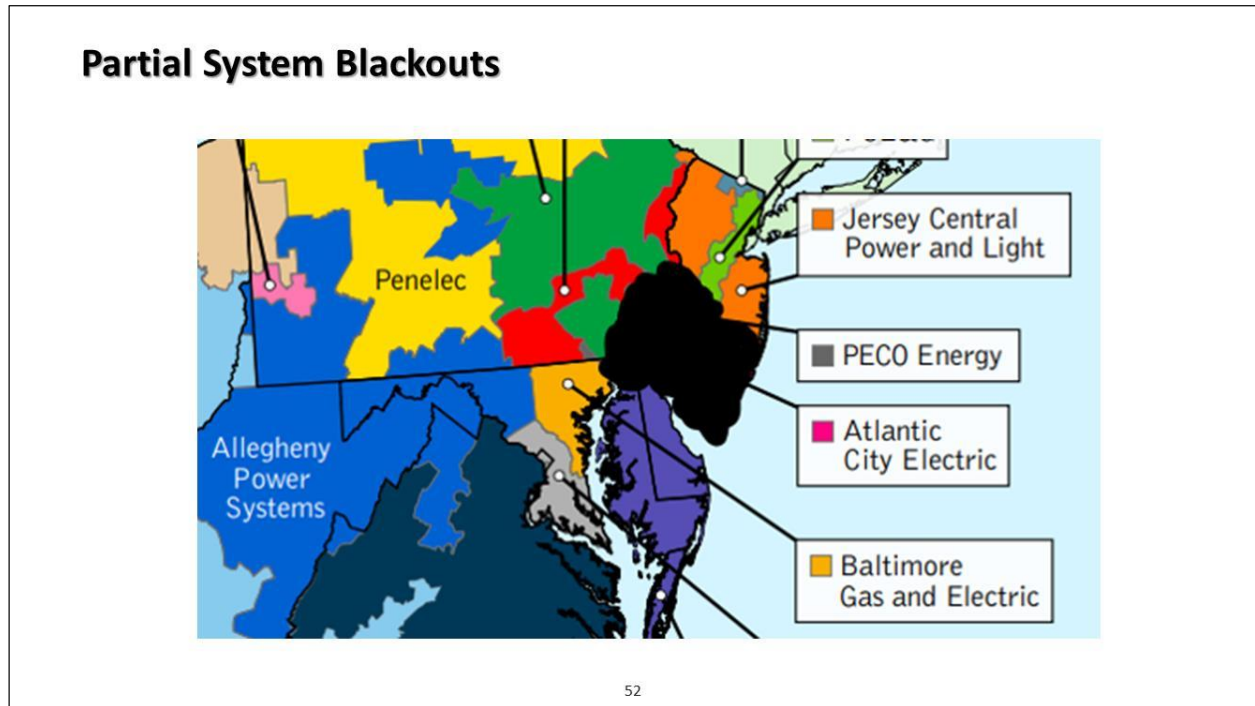 Partial System Blackouts
Jersey Central
Power and Light
Penelec
PECO Energy
Atlantic
City Electric
Allegheny
Power
Systems
Baltimore
Gas and Electric
52